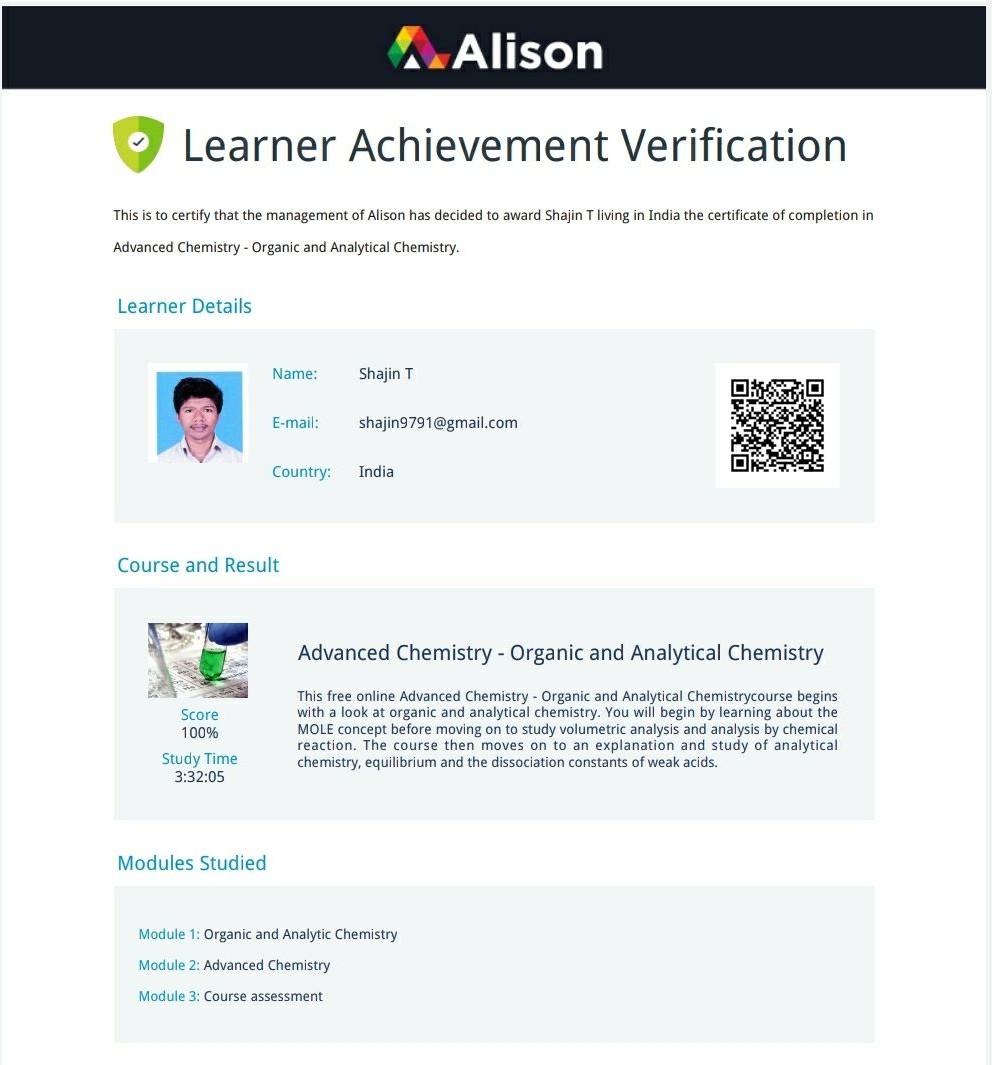 Alison
Learner Achievement Verification
This is to certify that the management of Alison has decided to award Shajin T living in India the certificate of completion in
Advanced Chemistry - Organic and Analytical Chemistry.
Learner Details
Name: Shajin T
E-mail: shajin9791@gmail.com
Country: India
Course and Result
Advanced Chemistry - Organic and Analytical Chemistry
This free online Advanced Chemistry - Organic and Analytical Chemistrycourse begins
with a look at organic and analytical chemistry. You will begin by learning about the
MOLE concept before moving on to study volumetric analysis and analysis by chemical
reaction. The course then moves on to an explanation and study of analytical
chemistry, equilibrium and the dissociation constants of weak acids.
Score
100%
Study Time
3:32:05
Modules Studied
Module 1: Organic and Analytic Chemistry
Module 2: Advanced Chemistry
Module 3: Course assessment